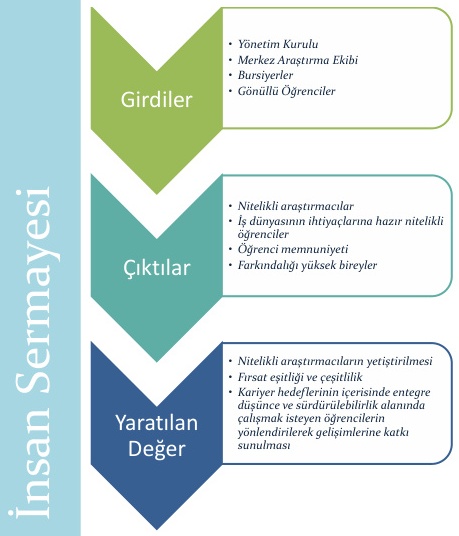 İnsan Sermayesi
Girdiler
• Yönetim Kurulu
• Merkez Araştırma Ekibi
• Bursiyerler
• Gönüllü Öğrenciler
Çıktılar
• Nitelikli araştırmacılar
• İş dünyasının ihtiyaçlarına hazır nitelikli
öğrenciler
• Öğrenci memnuniyeti
• Farkındalığı yüksek bireyler
Yaratılan
Değer
• Nitelikli araştırmacıların yetiştirilmesi
• Fırsat eşitliği ve çeşitlilik
• Kariyer hedeflerinin içerisinde entegre
düşünce ve sürdürülebilirlik alanında
çalışmak isteyen öğrencilerin
yönlendirilerek gelişimlerine katkı
sunulması